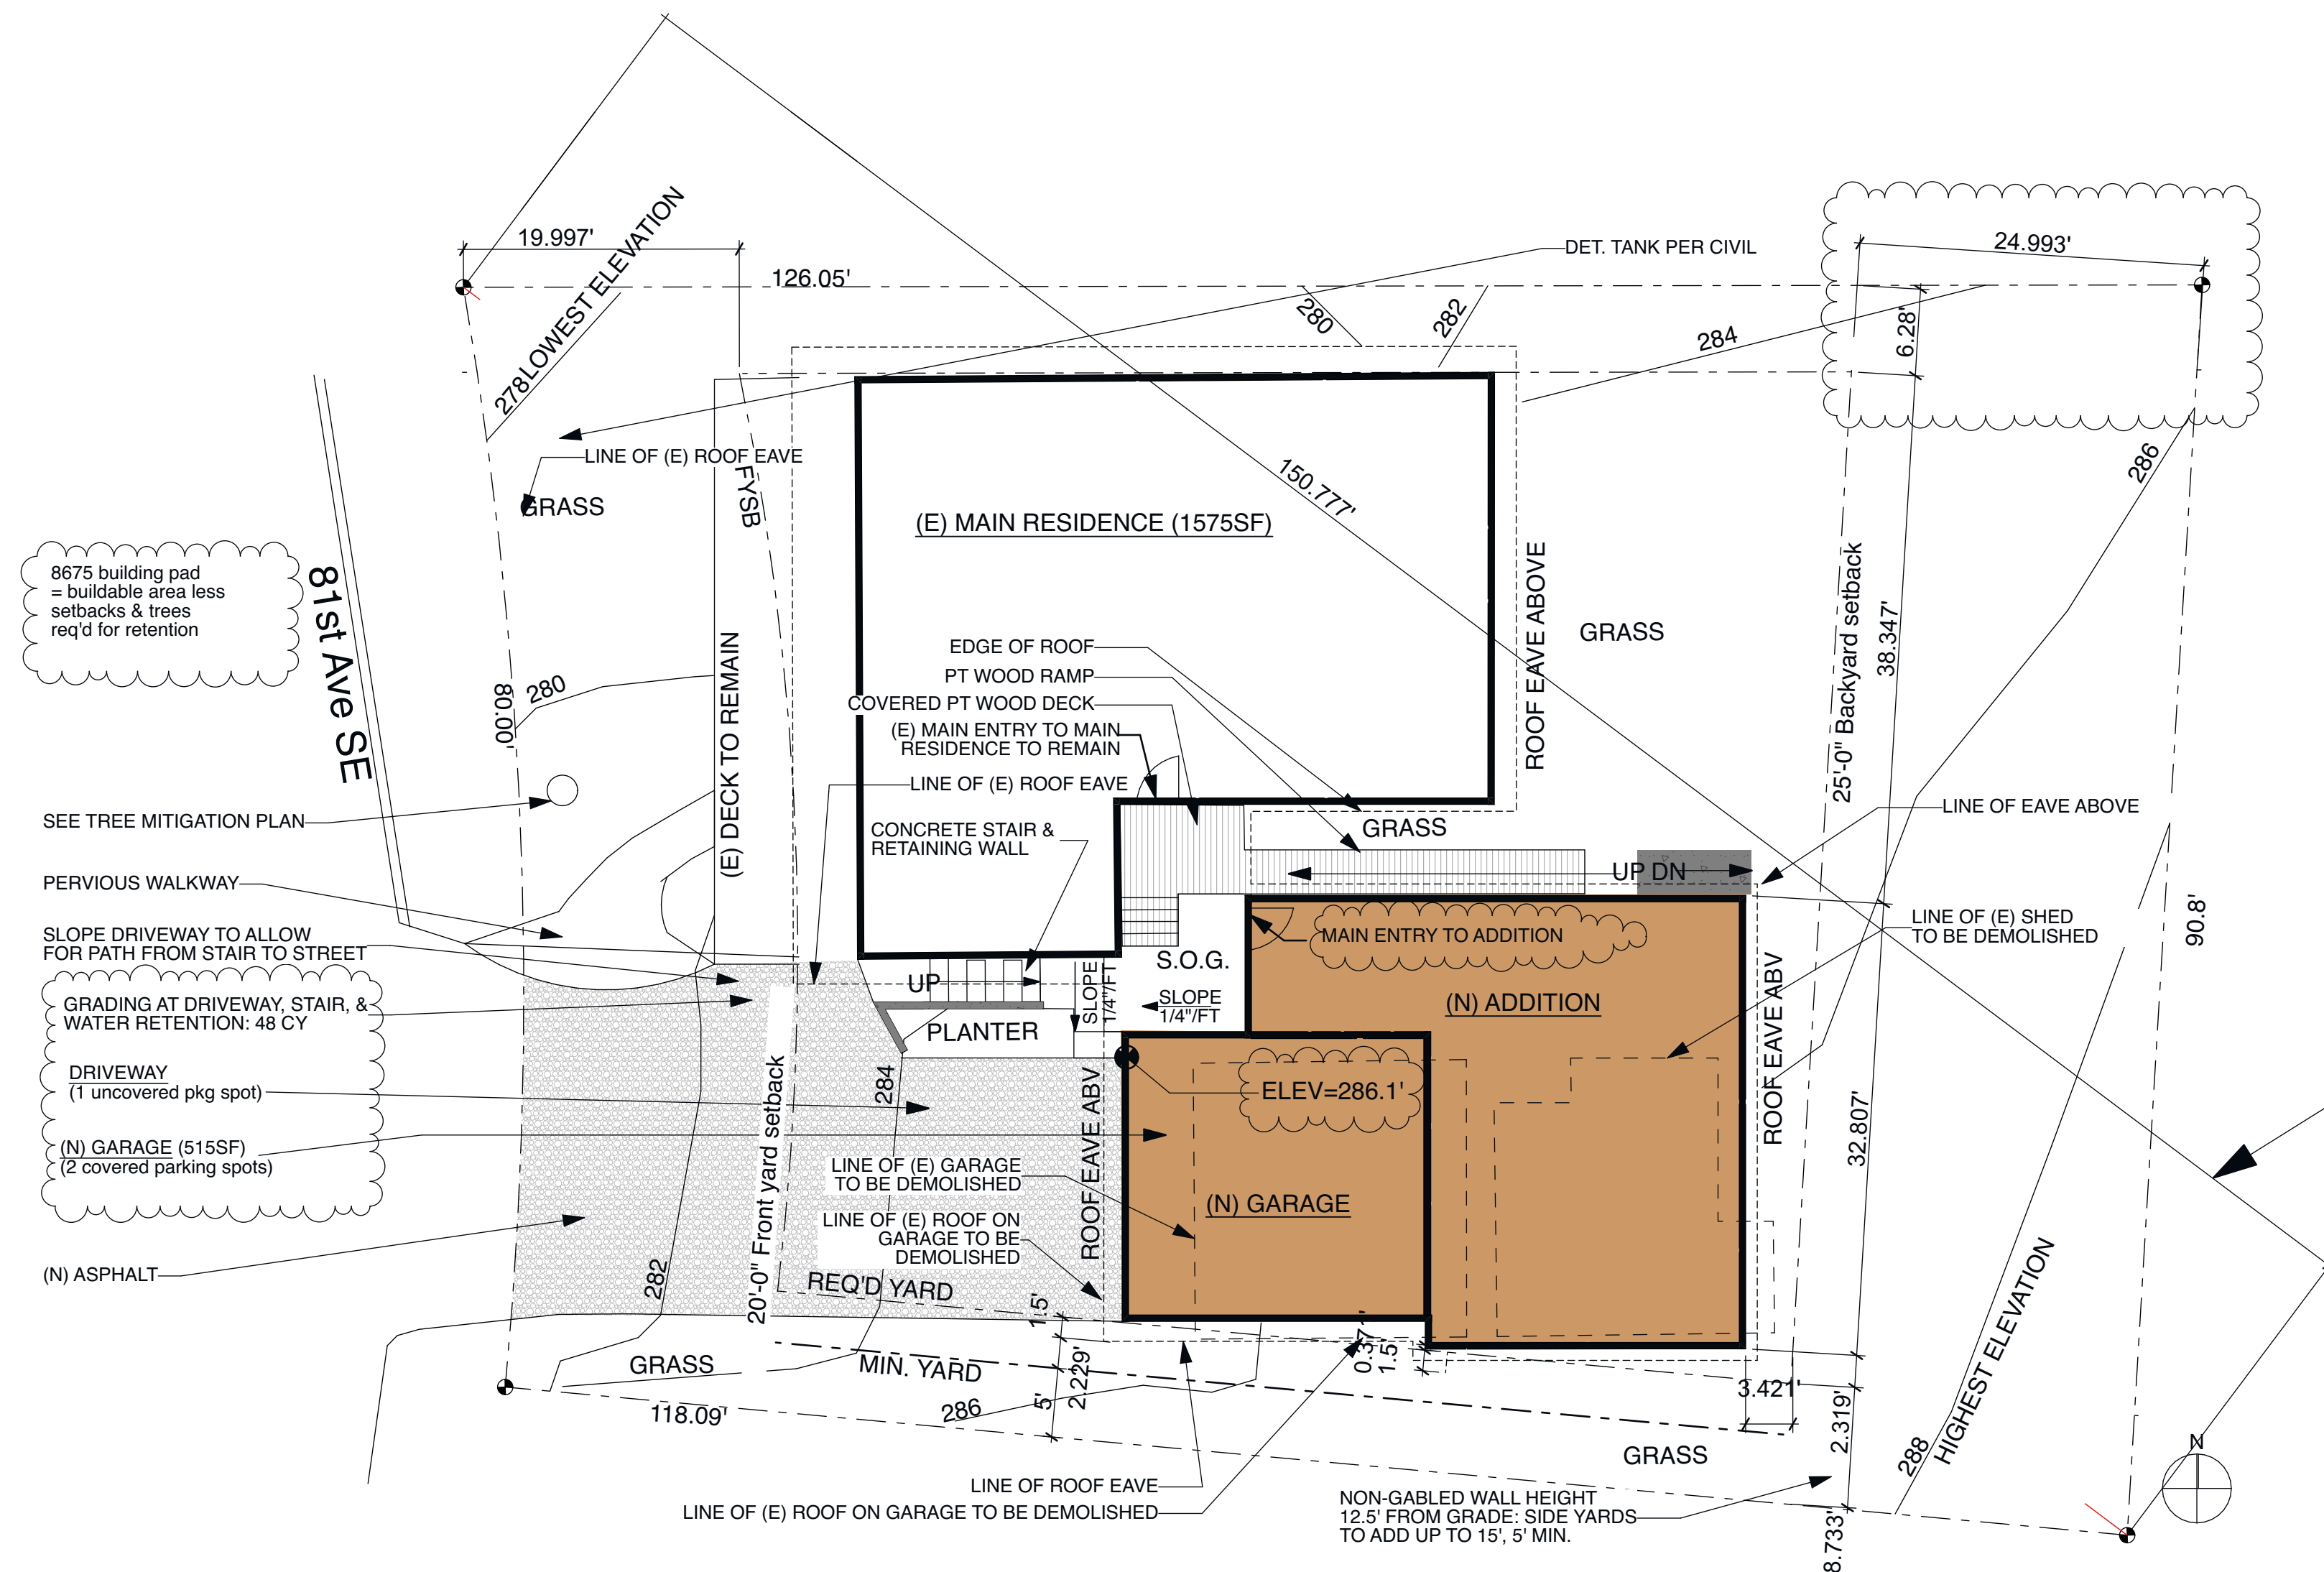 19.997'
126.05'
278
LOWEST ELEVATION
DET. TANK PER CIVIL
24.993'
280
282
284
6.28'
LINE OF (E) ROOF EAVE
FYSB
GRASS
150.777'
286
(E) MAIN RESIDENCE (1575SF)
8675 building pad
= buildable area less
setbacks & trees
req'd for retention
81st Ave SE
80.00'
280
(E) DECK TO REMAIN
EDGE OF ROOF
PT WOOD RAMP
COVERED PT WOOD DECK
(E) MAIN ENTRY TO MAIN
RESIDENCE TO REMAIN
LINE OF (E) ROOF EAVE
CONCRETE STAIR &
RETAINING WALL
ROOF EAVE ABOVE
GRASS
25'-0" Backyard setback
38.347'
GRASS
LINE OF EAVE ABOVE
UP DN
LINE OF (E) SHED
TO BE DEMOLISHED
90.8'
SEE TREE MITIGATION PLAN
PERVIOUS WALKWAY
SLOPE DRIVEWAY TO ALLOW
FOR PATH FROM STAIR TO STREET
GRADING AT DRIVEWAY, STAIR, &
WATER RETENTION: 48 CY
DRIVEWAY
(1 uncovered pkg spot)
(N) GARAGE (515SF)
(2 covered parking spots)
(N) ASPHALT
UP
PLANTER
SLOPE
1/4"/FT
S.O.G.
SLOPE
1/4"/FT
MAIN ENTRY TO ADDITION
(N) ADDITION
ROOF EAVE ABV
ELEV=286.1'
284
ROOF EAVE ABV
20'-0" Front yard setback
LINE OF (E) GARAGE
TO BE DEMOLISHED
(N) GARAGE
LINE OF (E) ROOF ON
GARAGE TO BE
DEMOLISHED
32.807'
282
REQ'D YARD
1.5'
0.371'
1.5'
GRASS
MIN. YARD
2.229'
5'
118.09'
286
3.421'
2.319'
GRASS
288
HIGHEST ELEVATION
N
LINE OF ROOF EAVE
LINE OF (E) ROOF ON GARAGE TO BE DEMOLISHED
NON-GABLED WALL HEIGHT
12.5' FROM GRADE: SIDE YARDS
TO ADD UP TO 15', 5' MIN.
8.733'